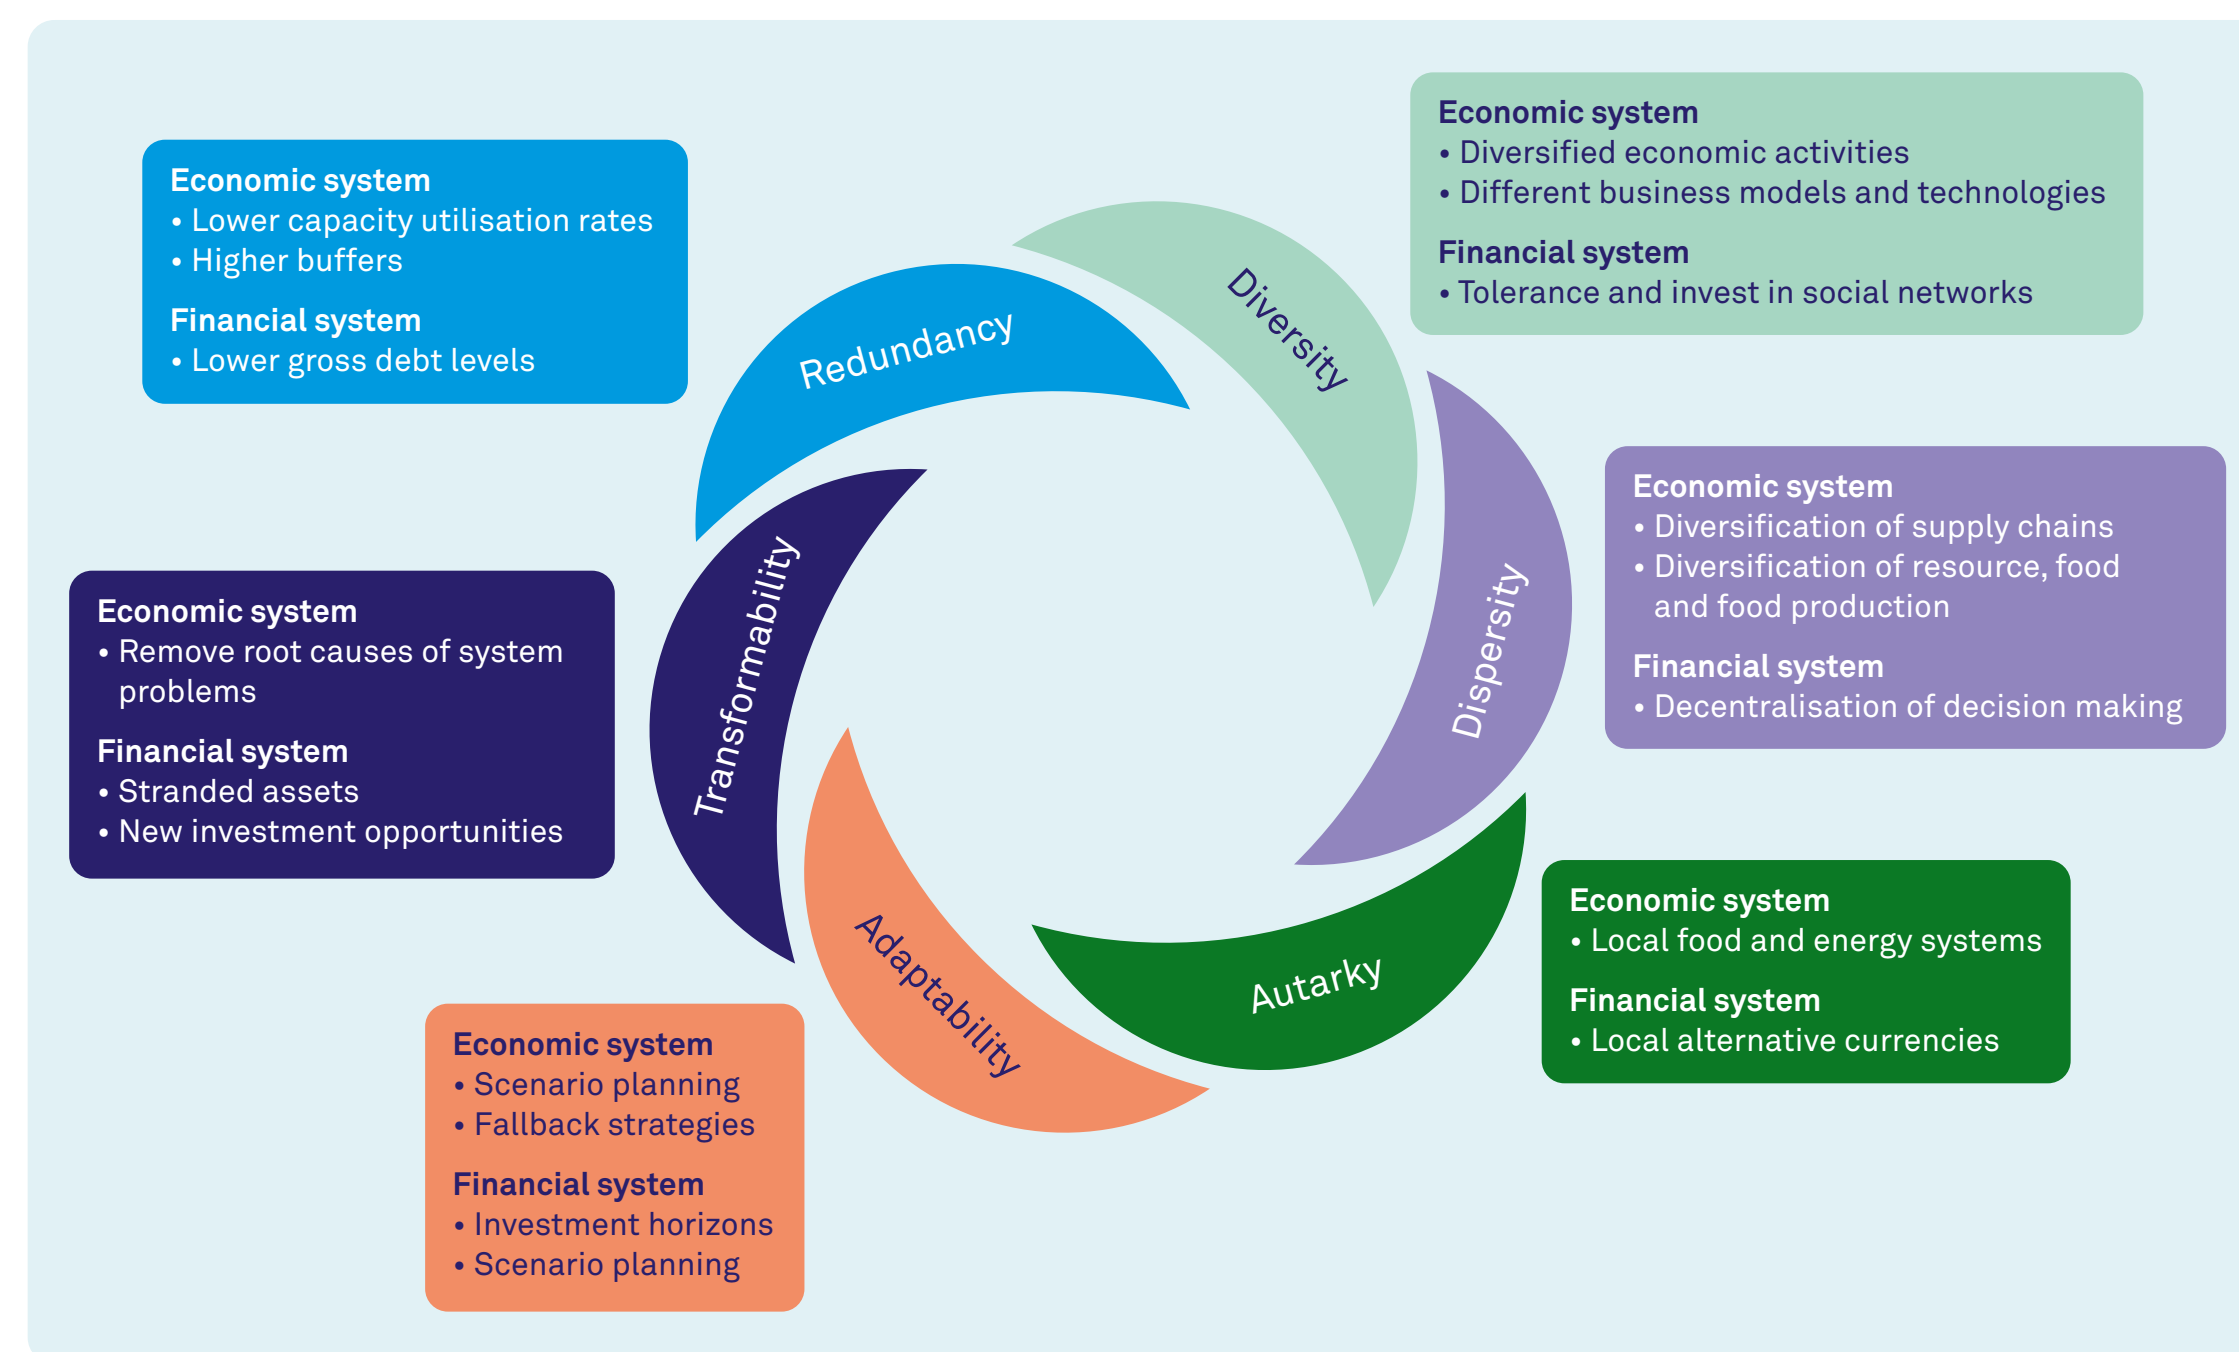 Economic system
• Lower capacity utilisation rates
• Higher buffers
Financial system
• Lower gross debt levels
Redundancy
Economic system
• Diversified economic activities
• Different business models and technologies
Financial system
• Tolerance and invest in social networks
Diversity
Economic system
• Diversification of supply chains
• Diversification of resource, food
and food production
Financial system
• Decentralisation of decision making
Dispersity
Economic system
• Local food and energy systems
Financial system
• Local alternative currencies
Autarky
Economic system
• Scenario planning
• Fallback strategies
Financial system
• Investment horizons
• Scenario planning
Adaptability
Economic system
• Remove root causes of system
problems
Financial system
• Stranded assets
• New investment opportunities
Transformability